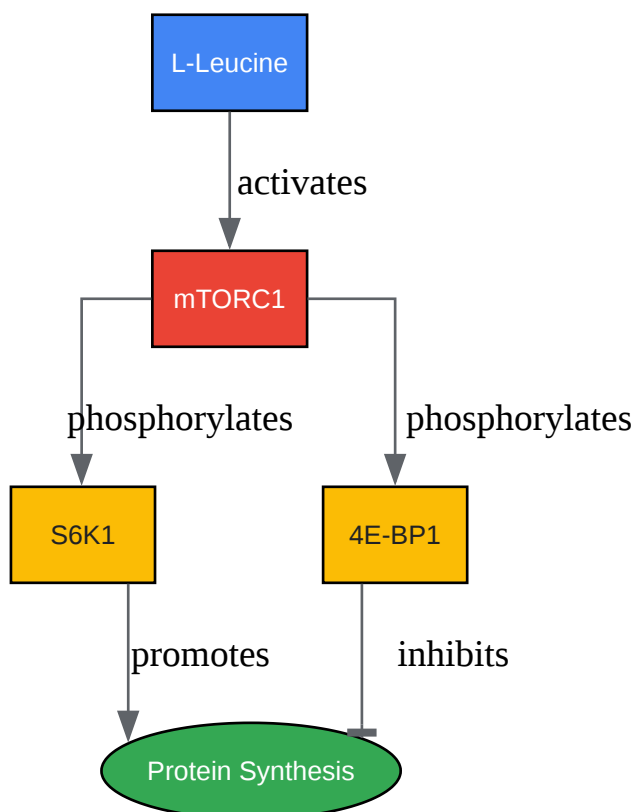 L-Leucine
activates
mTORC1
phosphorylates
phosphorylates
S6K1
4E-BP1
promotes
inhibits
Protein Synthesis